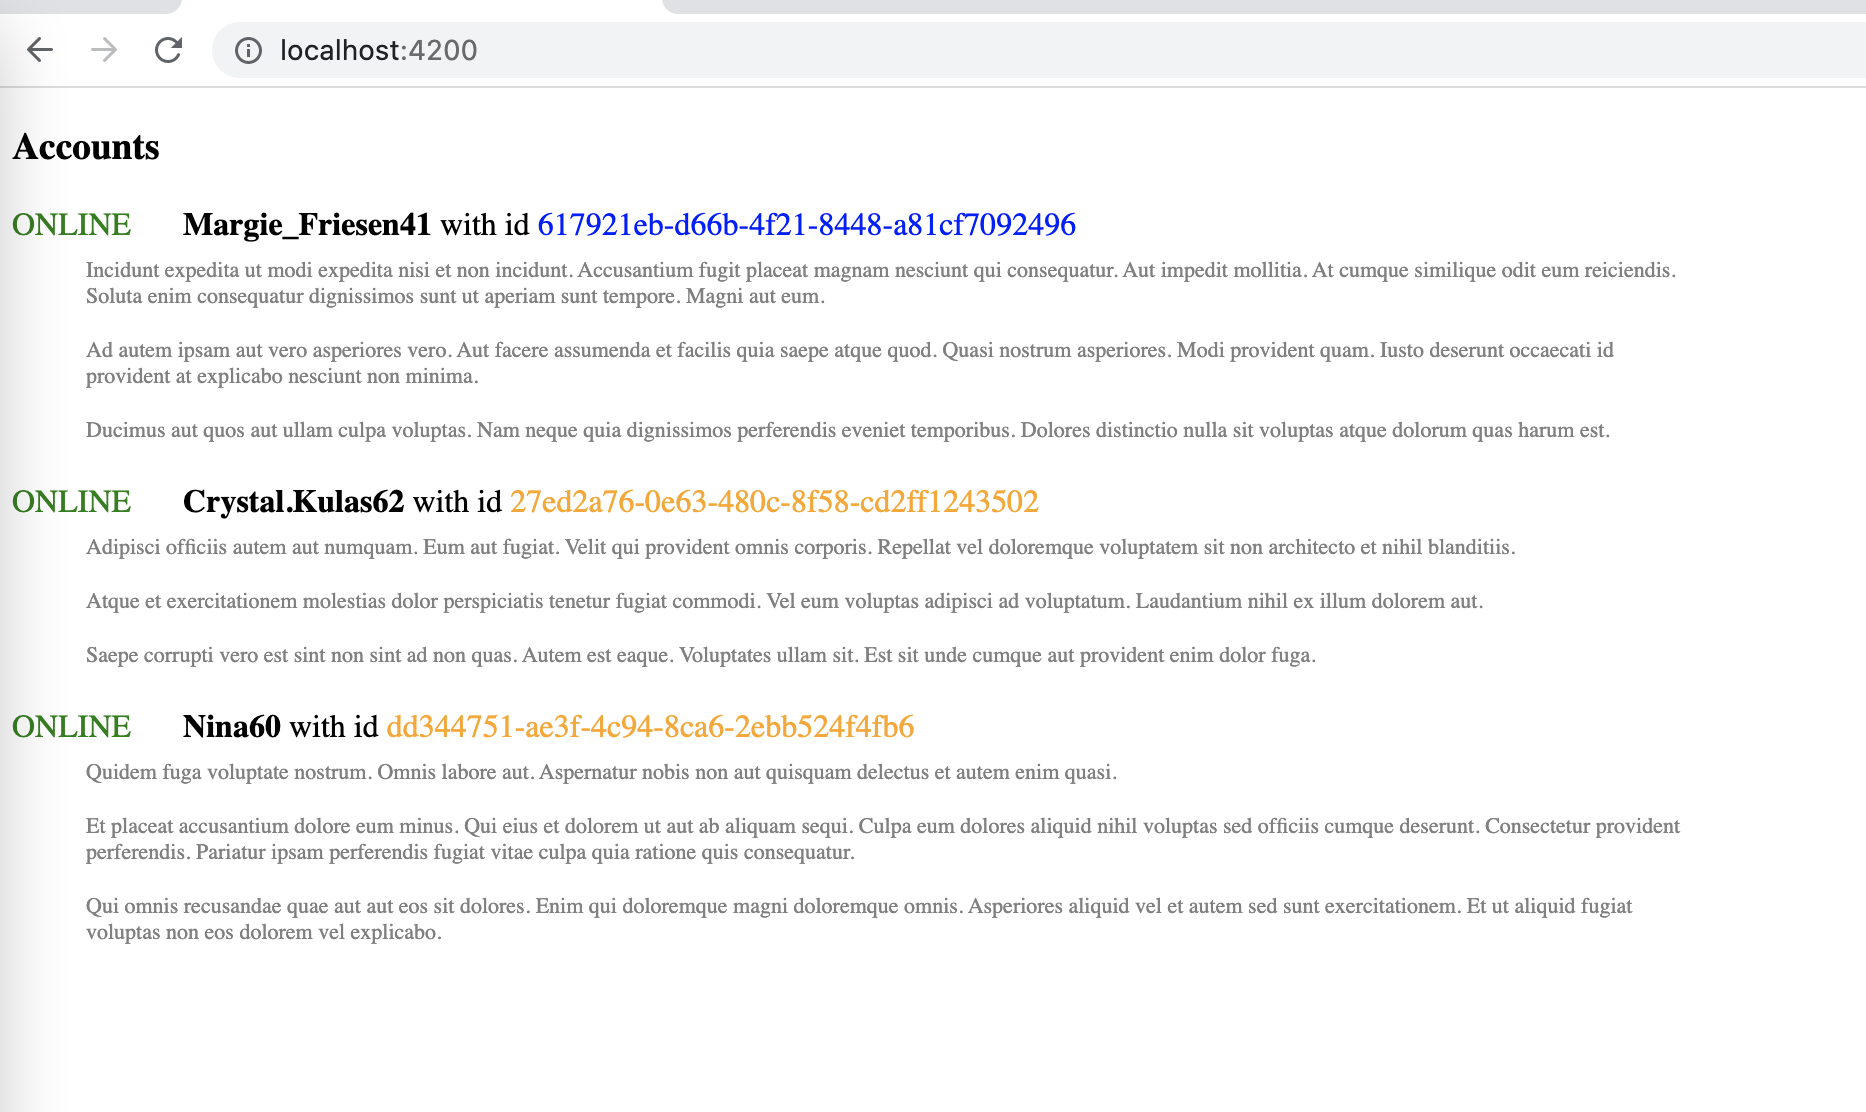 localhost:4200
Accounts
ONLINE Margie_Friesen41 with id 617921eb-d66b-4f21-8448-a81cf7092496
Incidunt expedita ut modi expedita nisi et non incidunt. Accusantium fugit placeat magnam nesciunt qui consequatur. Aut impedit mollitia. At cumque similique odit eum reiciendis.
Soluta enim consequatur dignissimos sunt ut aperiam sunt tempore. Magni aut eum.
Ad autem ipsam aut vero asperiores vero. Aut facere assumenda et facilis quia saepe atque quod. Quasi nostrum asperiores. Modi provident quam. Iusto deserunt occaecati id
provident at explicabo nesciunt non minima.
Ducimus aut quos aut ullam culpa voluptas. Nam neque quia dignissimos perferendis eveniet temporibus. Dolores distinctio nulla sit voluptas atque dolorum quas harum est.
ONLINE Crystal.Kulas62 with id 27ed2a76-0e63-480c-8f58-cd2ff1243502
Adipisci officiis autem aut numquam. Eum aut fugiat. Velit qui provident omnis corporis. Repellat vel doloremque voluptatem sit non architecto et nihil blanditiis.
Atque et exercitationem molestias dolor perspiciatis tenetur fugiat commodi. Vel eum voluptas adipisci ad voluptatum. Laudantium nihil ex illum dolorem aut.
Saepe corrupti vero est sint non sint ad non quas. Autem est eaque. Voluptates ullam sit. Est sit unde cumque aut provident enim dolor fuga.
ONLINE Nina60 with id dd344751-ae3f-4c94-8ca6-2ebb524f4fb6
Quidem fuga voluptate nostrum. Omnis labore aut. Aspernatur nobis non aut quisquam delectus et autem enim quasi.
Et placeat accusantium dolore eum minus. Qui eius et dolorem ut aut ab aliquam sequi. Culpa eum dolores aliquid nihil voluptas sed officiis cumque deserunt. Consectetur provident
perferendis. Pariatur ipsam perferendis fugiat vitae culpa quia ratione quis consequatur.
Qui omnis recusandae quae aut aut eos sit dolores. Enim qui doloremque magni doloremque omnis. Asperiores aliquid vel et autem sed sunt exercitationem. Et ut aliquid fugiat
voluptas non eos dolorem vel explicabo.